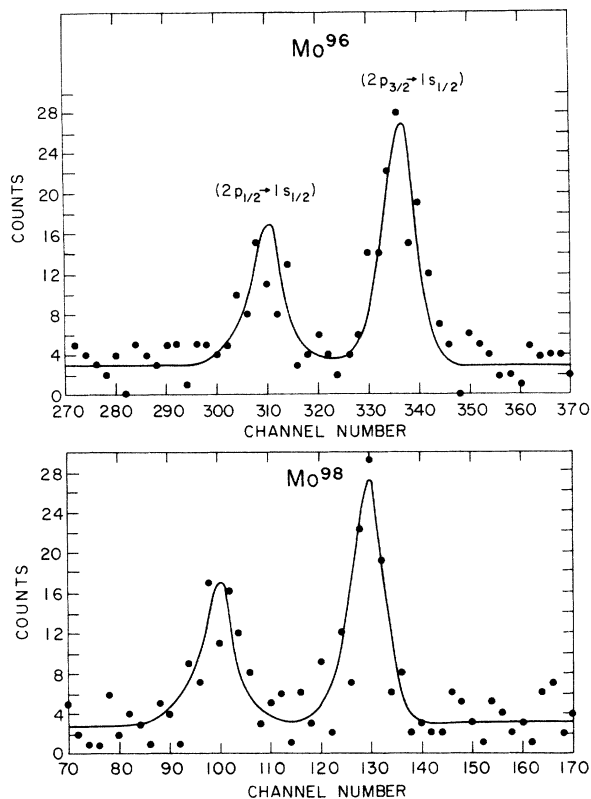 Mo96
(2p3/2→1s1/2)
(2p1/2→1s1/2)
COUNTS
28
24
20
16
12
8
4
0
270 280 290 300 310 320 330 340 350 360 370
CHANNEL NUMBER
Mo98
COUNTS
28
24
20
16
12
8
4
0
70 80 90 100 110 120 130 140 150 160 170
CHANNEL NUMBER